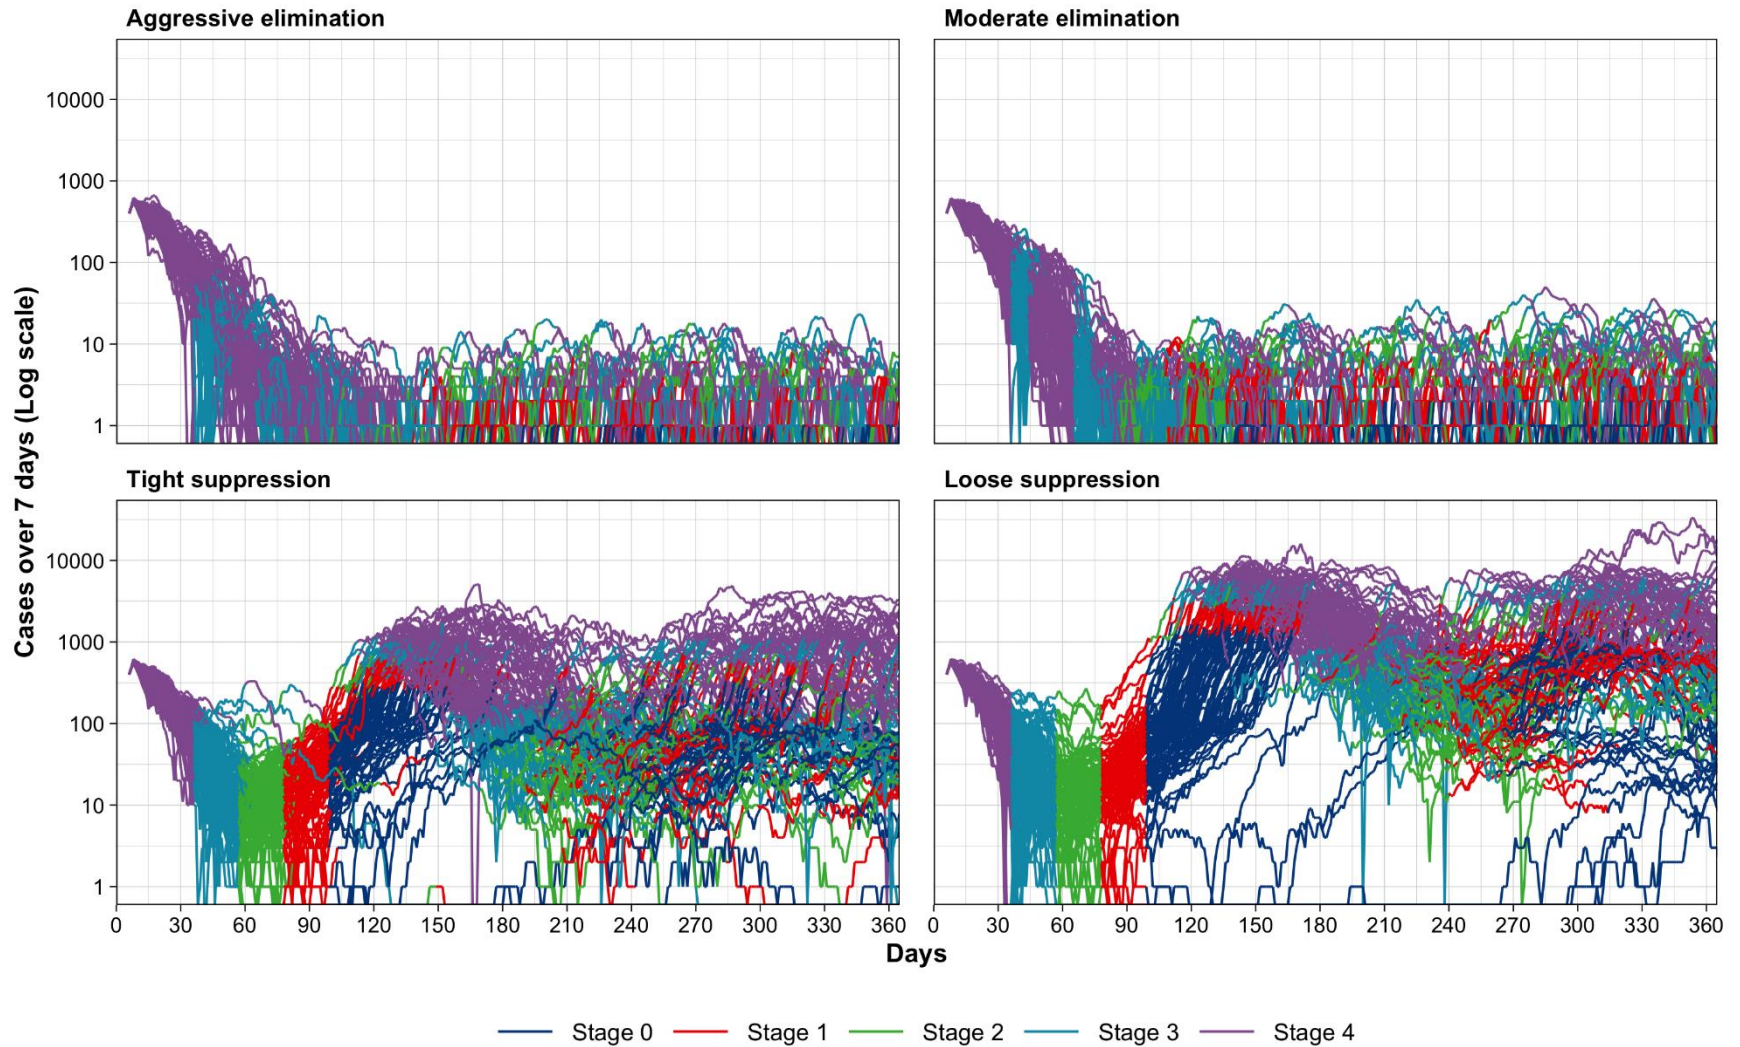 Aggressive elimination
Moderate elimination
10000
1000
100
10
1
Tight suppression
Loose suppression
10000
1000
100
10
1
Cases over 7 days (Log scale)
0 30 60 90 120 150 180 210 240 270 300 330 360
0 30 60 90 120 150 180 210 240 270 300 330 360
Days
Stage 0 Stage 1 Stage 2 Stage 3 Stage 4